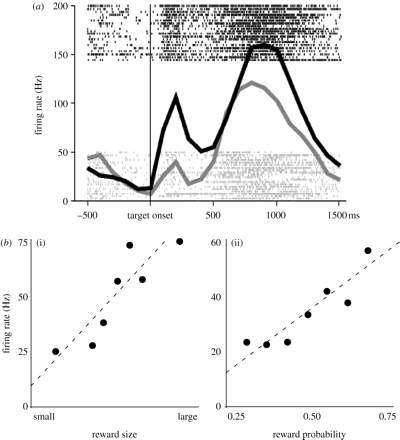 (a)
200
150
100
50
0
firing rate (Hz)
−500 target onset 500 1000 1500 ms
(b) (i)
75
50
25
0
firing rate (Hz)
small large
reward size
(ii)
60
40
20
0
0.25 0.50 0.75
reward probability